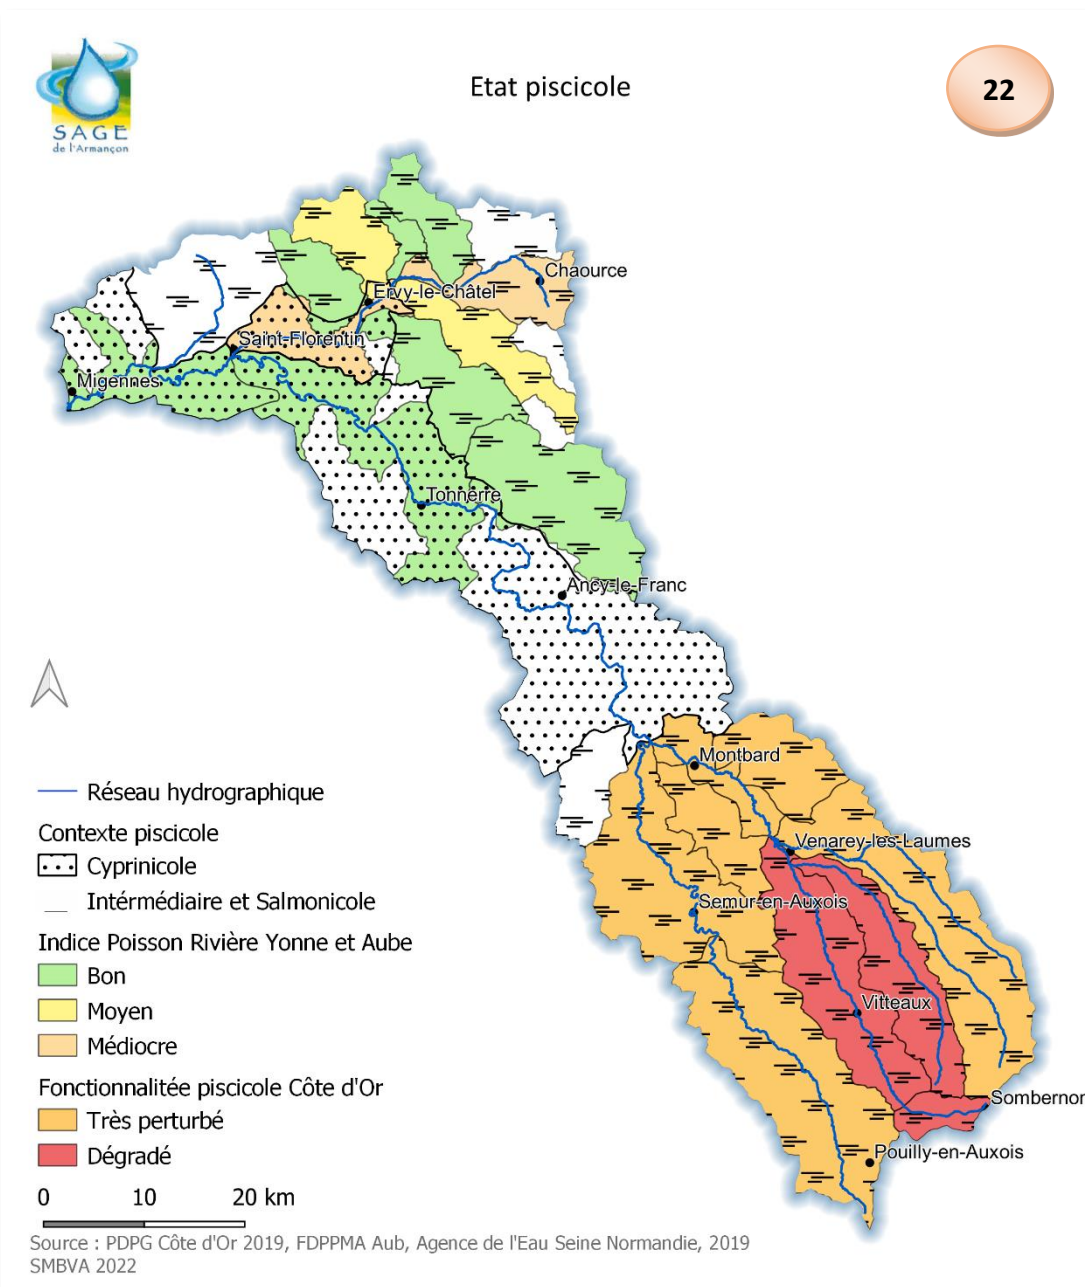 SAGE
de l'Armançon
Etat piscicole
22
Chaource
Ervy-le-Châtel
Saint-Florentin
Migennes
Tonnerre
Ancy-le-Franc
Montbard
Venarey-les-Laumes
Semur-en-Auxois
Vitteaux
Sombernon
Pouilly-en-Auxois
Réseau hydrographique
Contexte piscicole
Cyprinicole
Intérmédiaire et Salmonicole
Indice Poisson Rivière Yonne et Aube
Bon
Moyen
Médiocre
Fonctionnalitée piscicole Côte d'Or
Très perturbé
Dégradé
0 10 20 km
Source : PDPG Côte d'Or 2019, FDPPMA Aub, Agence de l'Eau Seine Normandie, 2019
SMBVA 2022